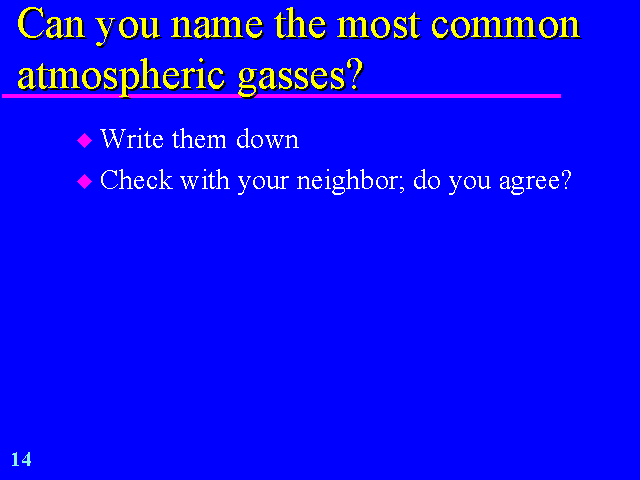 Can you name the most common
atmospheric gasses?
Write them down
Check with your neighbor; do you agree?
14